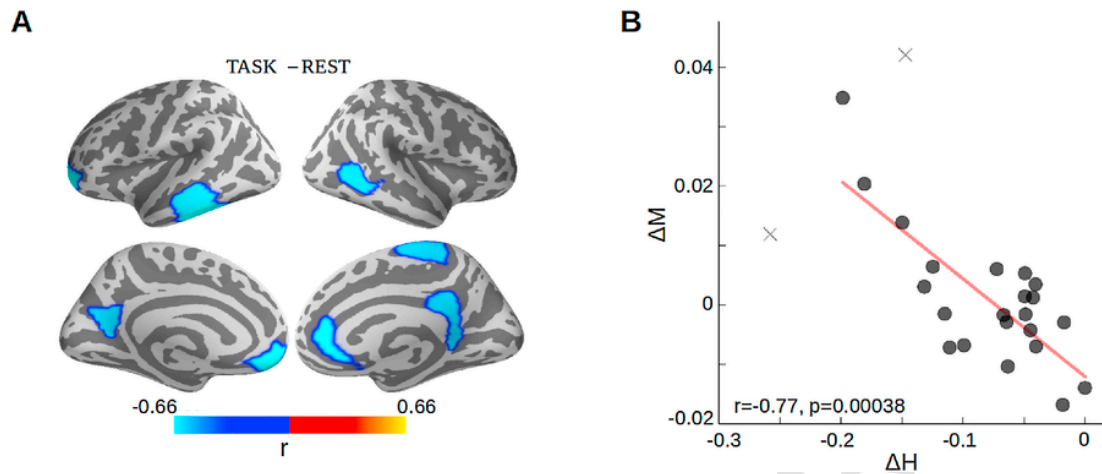 A
TASK –REST
-0.66
0.66
r
B
ΔM
0.04
0.02
0
-0.02
r=-0.77, p=0.00038
-0.3
-0.2
-0.1
0
ΔH